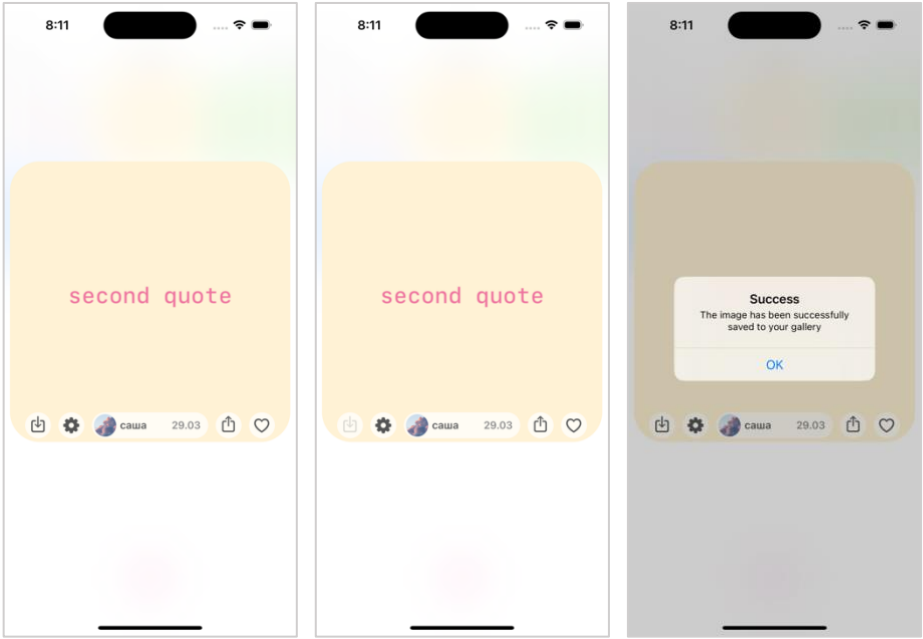 8:11
second quote
саша 29.03
8:11
second quote
саша 29.03
8:11
Success
The image has been successfully
saved to your gallery
OK
саша 29.03